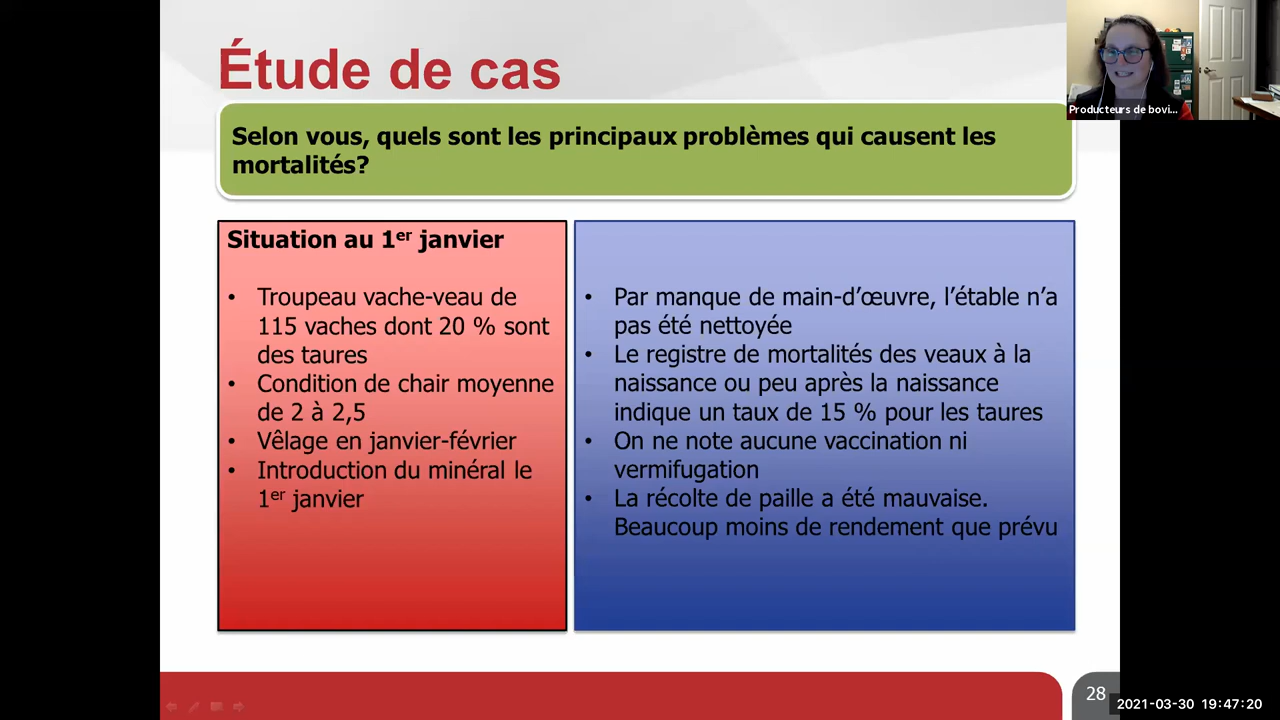 Étude de cas
Producteurs de bovi...
Selon vous, quels sont les principaux problèmes qui causent les
mortalités?
Situation au 1er janvier
• Troupeau vache-veau de
115 vaches dont 20 % sont
des taures
• Condition de chair moyenne
de 2 à 2,5
• Vêlage en janvier-février
• Introduction du minéral le
1er janvier
• Par manque de main-d’œuvre, l’étable n’a
pas été nettoyée
• Le registre de mortalités des veaux à la
naissance ou peu après la naissance
indique un taux de 15 % pour les taures
• On ne note aucune vaccination ni
vermifugation
• La récolte de paille a été mauvaise.
Beaucoup moins de rendement que prévu
28
2021-03-30 19:47:20